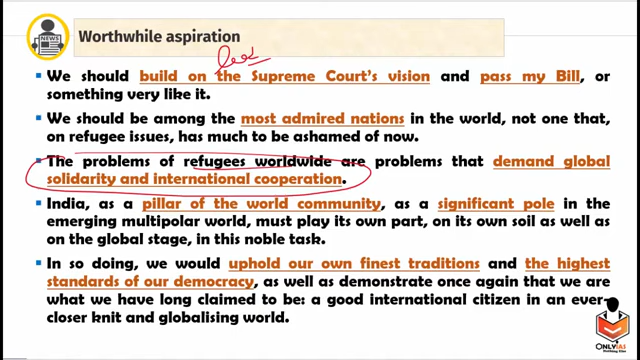 NEWS
Worthwhile aspiration
▪ We should build on the Supreme Court's vision and pass my Bill, or
something very like it.
▪ We should be among the most admired nations in the world, not one that,
on refugee issues, has much to be ashamed of now.
▪ The problems of refugees worldwide are problems that demand global
solidarity and international cooperation.
▪ India, as a pillar of the world community, as a significant pole in the
emerging multipolar world, must play its own part, on its own soil as well as
on the global stage, in this noble task.
▪ In so doing, we would uphold our own finest traditions and the highest
standards of our democracy, as well as demonstrate once again that we are
what we have long claimed to be: a good international citizen in an ever-
closer knit and globalising world.
ONLYIAS